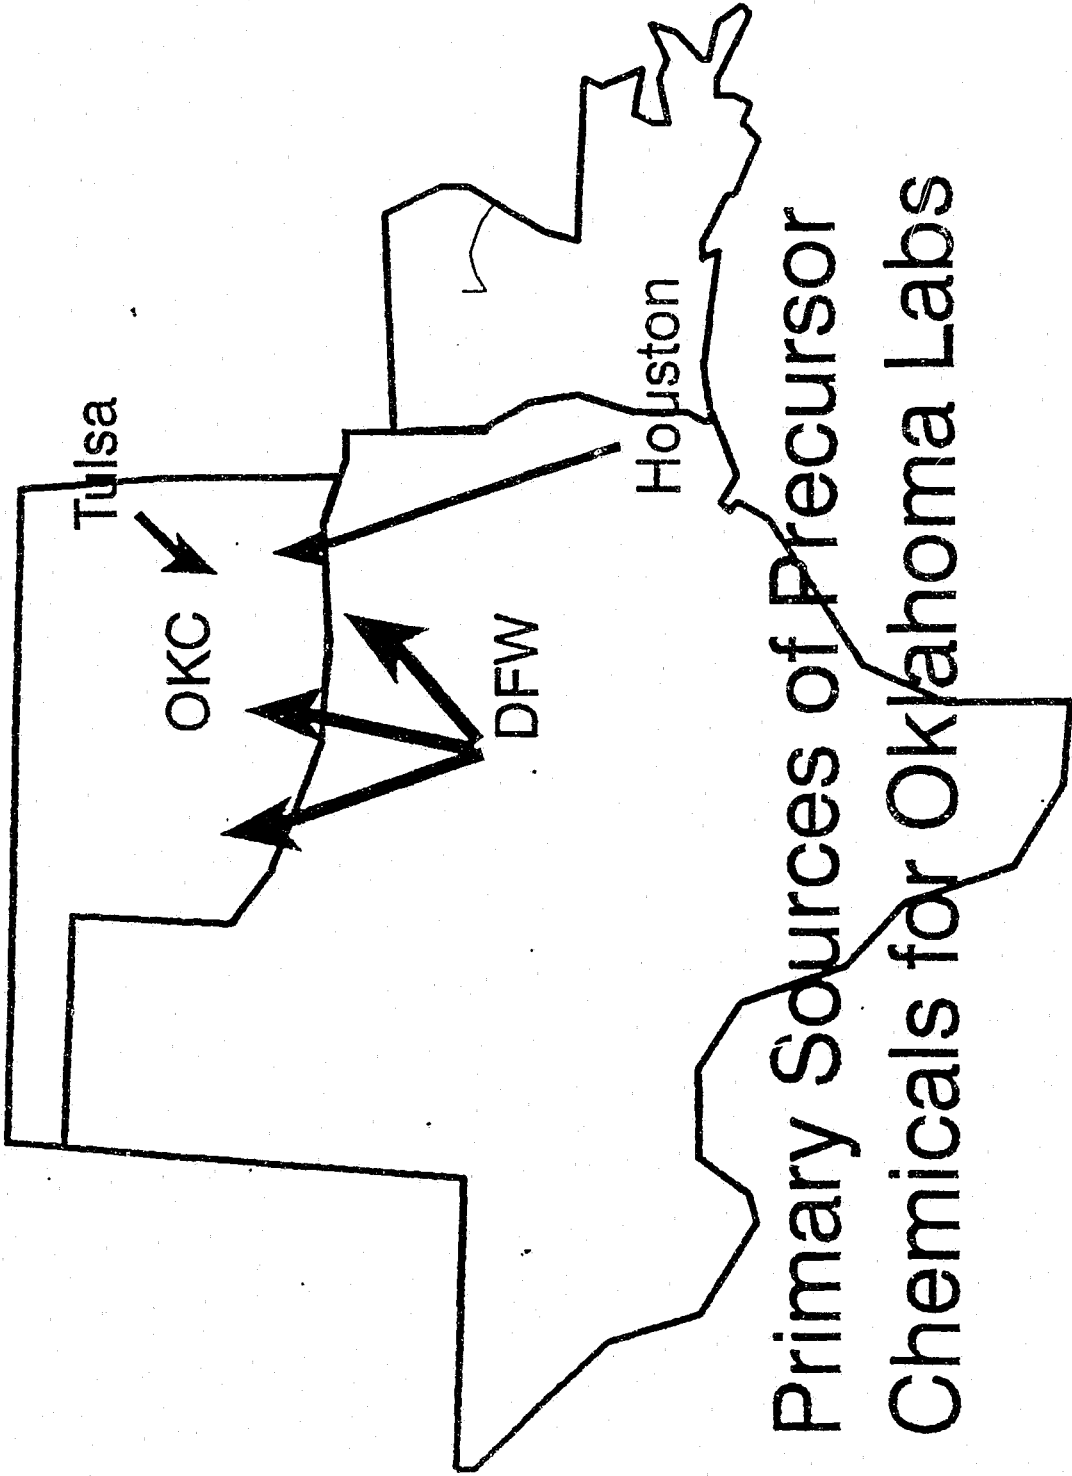 Tulsa
OKC
DFW
Houston
Primary Sources of Precursor
Chemicals for Oklahoma Labs